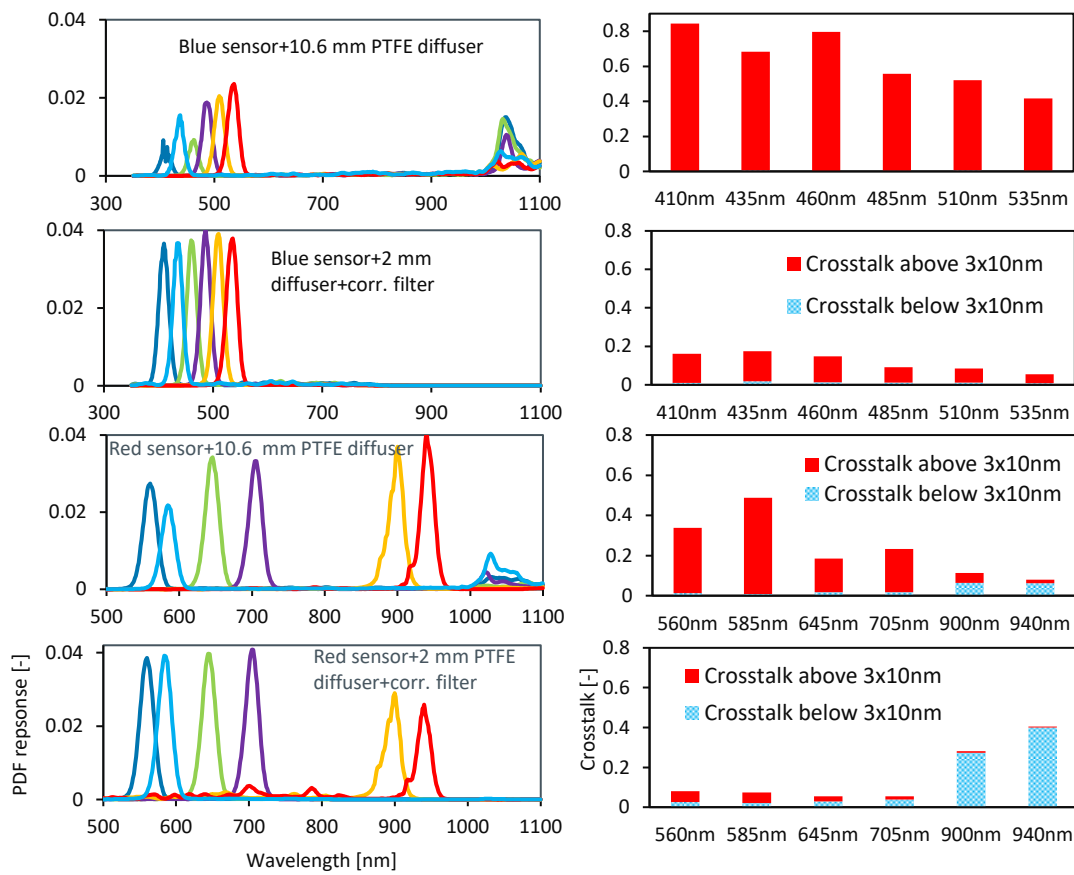 0.04
0.02
0
Blue sensor+10.6 mm PTFE diffuser
300 500 700 900 1100
0.8
0.6
0.4
0.2
0
410nm 435nm 460nm 485nm 510nm 535nm
0.04
0.02
0
Blue sensor+2 mm
diffuser+corr. filter
300 500 700 900 1100
0.8
0.6
0.4
0.2
0
Crosstalk above 3x10nm
Crosstalk below 3x10nm
410nm 435nm 460nm 485nm 510nm 535nm
0.04
0.02
0
Red sensor+10.6 mm PTFE diffuser
500 600 700 800 900 1000 1100
0.8
0.6
0.4
0.2
0
Crosstalk above 3x10nm
Crosstalk below 3x10nm
560nm 585nm 645nm 705nm 900nm 940nm
PDF repsonse [-]
0.04
0.02
0
Red sensor+2 mm PTFE
diffuser+corr. filter
500 600 700 800 900 1000 1100
Wavelength [nm]
Crosstalk [-]
0.8
0.6
0.4
0.2
0
Crosstalk above 3x10nm
Crosstalk below 3x10nm
560nm 585nm 645nm 705nm 900nm 940nm